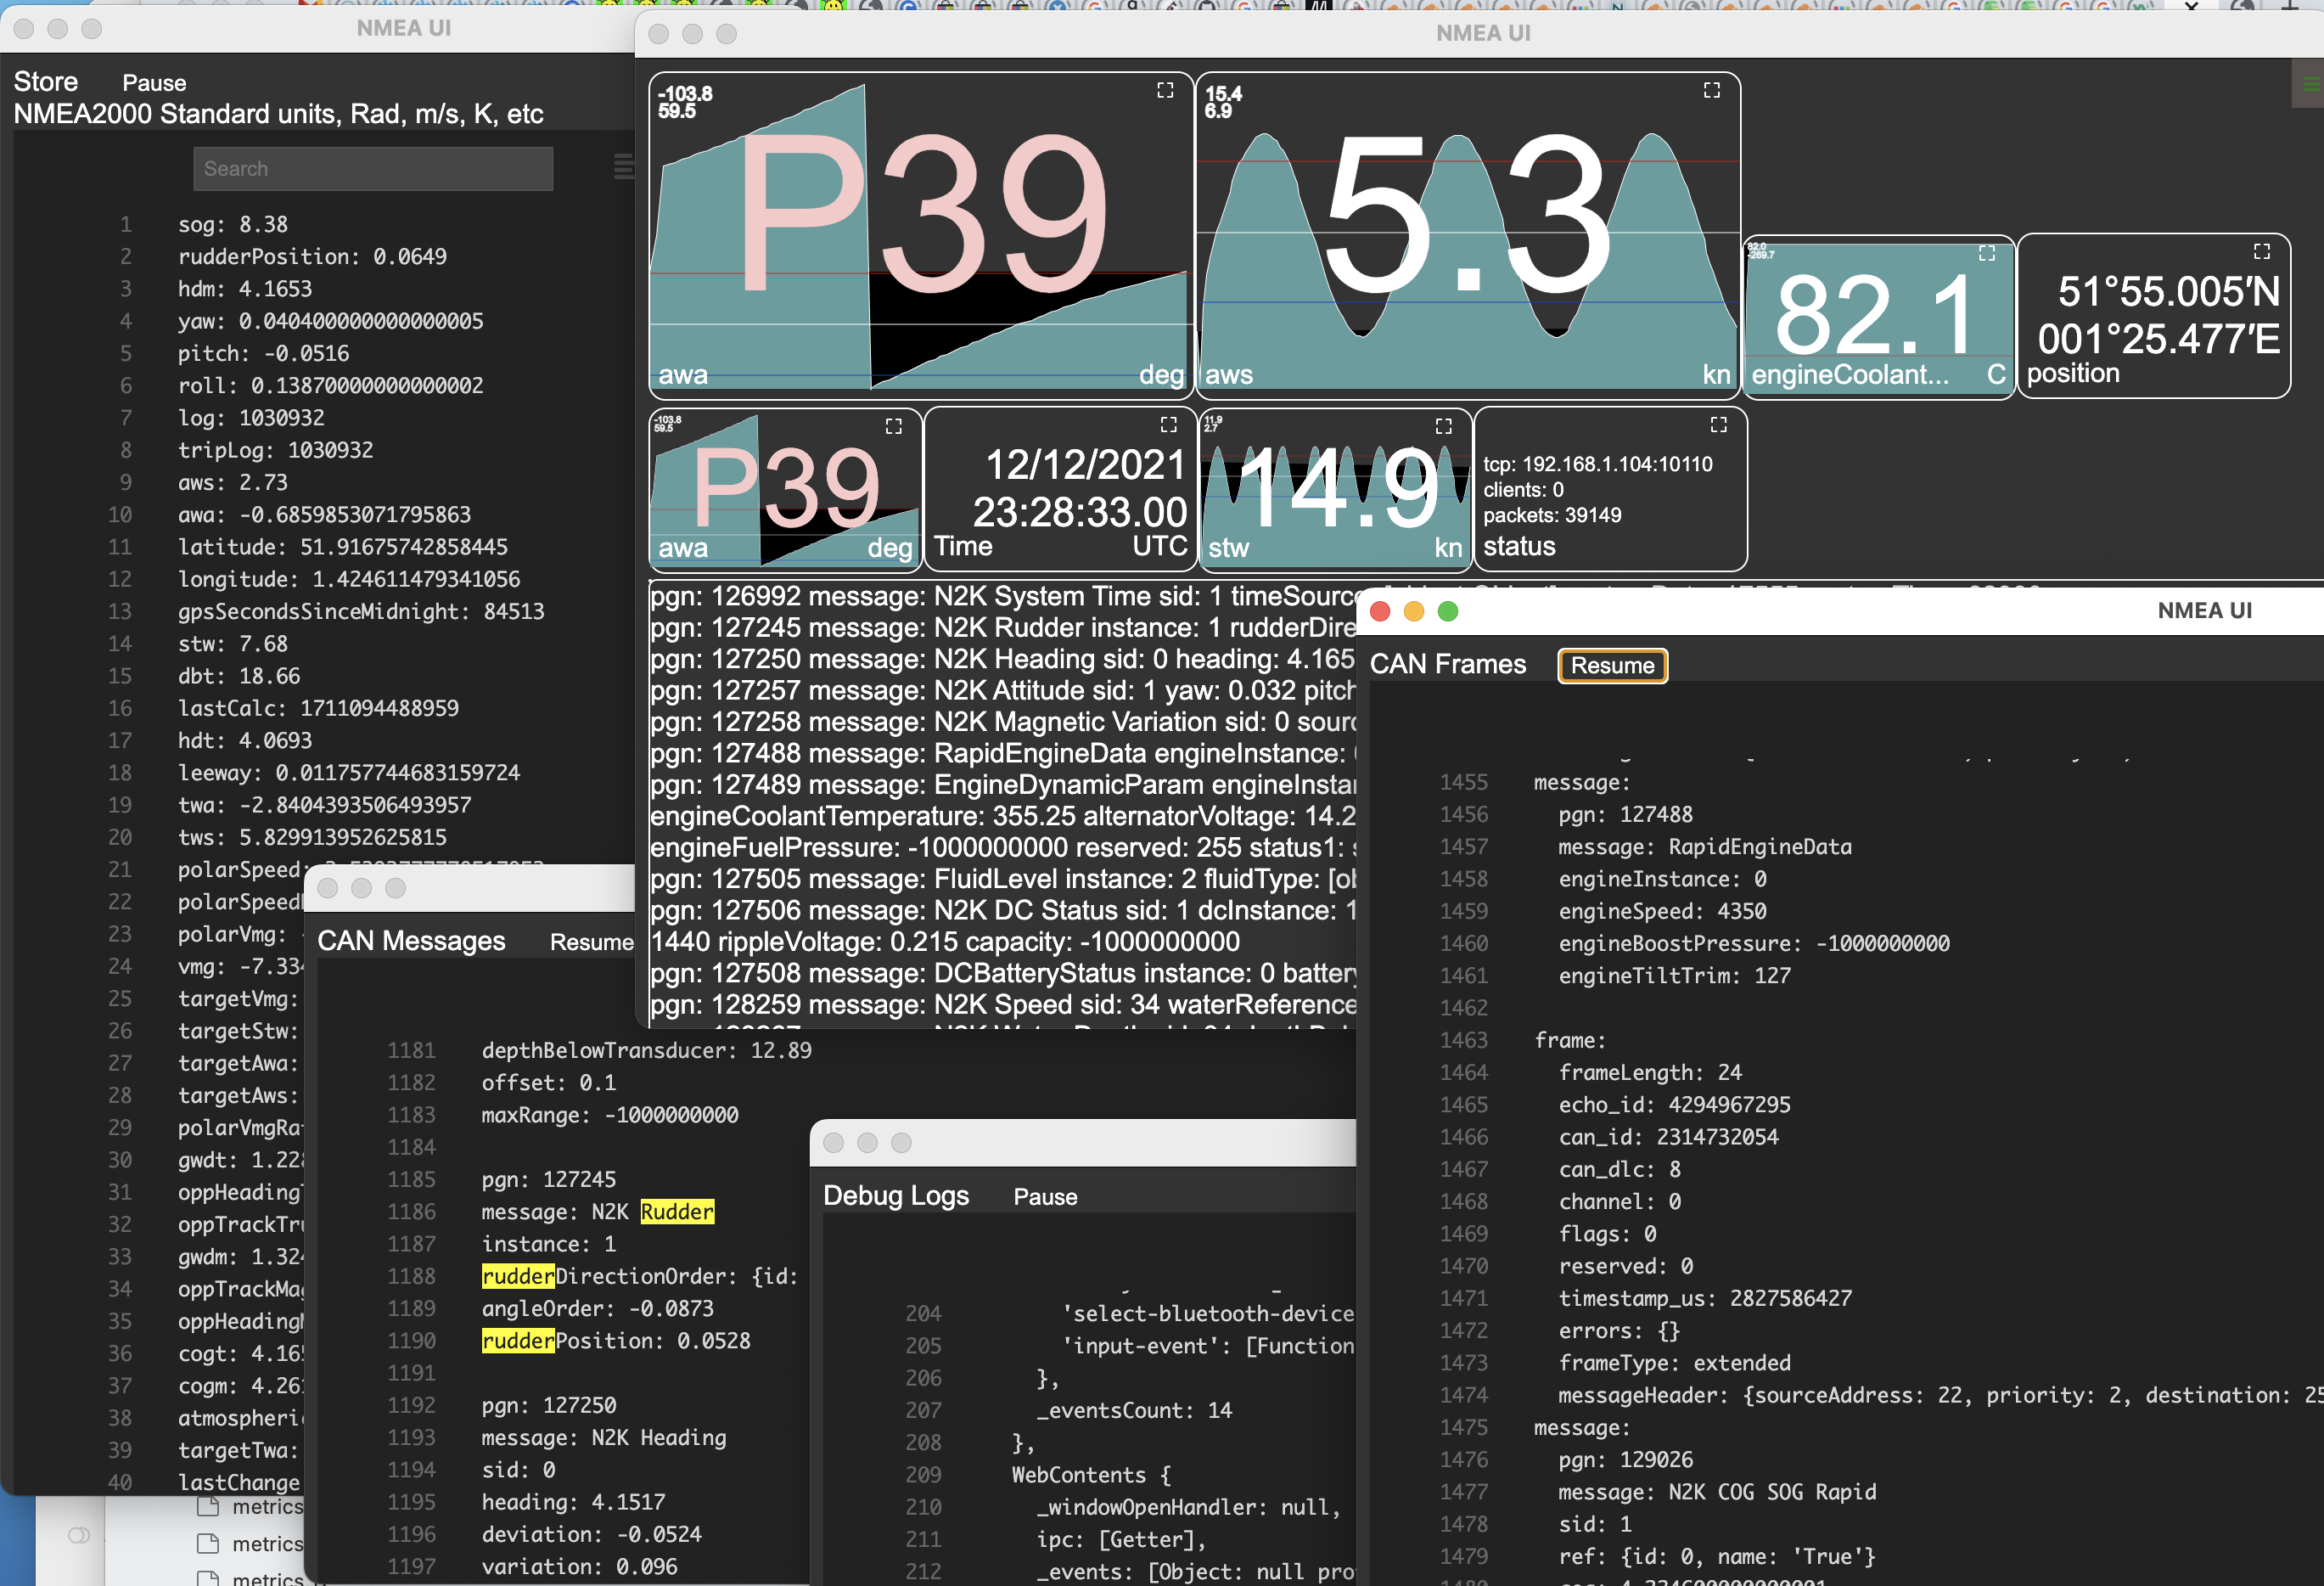 NMEA UI
Store Pause
NMEA2000 Standard units, Rad, m/s, K, etc
Search
1 sog: 8.38
2 rudderPosition: 0.0649
3 hdm: 4.1653
4 yaw: 0.040400000000000005
5 pitch: -0.0516
6 roll: 0.13870000000000002
7 log: 1030932
8 tripLog: 1030932
9 aws: 2.73
10 awa: -0.6859853071795863
11 latitude: 51.91675742858445
12 longitude: 1.424611479341056
13 gpsSecondsSinceMidnight: 84513
14 stw: 7.68
15 dbt: 18.66
16 lastCalc: 1711094488959
17 hdt: 4.0693
18 leeway: 0.011757744683159724
19 twa: -2.8404393506493957
20 tws: 5.829913952625815
21 polarSpeed:
22 polarSpeed
23 polarVmg: -
24 vmg: -7.334
25 targetVmg:
26 targetStw:
27 targetAwa:
28 targetAws:
29 polarVmgRa
30 gwdt: 1.228
31 oppHeading
32 oppTrackTru
33 gwdm: 1.324
34 oppTrackMag
35 oppHeading
36 cogt: 4.165
37 cogm: 4.261
38 atmospheri
39 targetTwa:
40 lastChange
metrics
metrics
metrics
NMEA UI
-103.8
59.5
P39
awa deg
15.4
6.9
5.3
aws kn
82.0
-269.7
82.1
engineCoolant... C
51°55.005′N
001°25.477′E
position
-103.8
59.5
P39
awa deg
12/12/2021
23:28:33.00
Time UTC
11.9
2.7
14.9
stw kn
tcp: 192.168.1.104:10110
clients: 0
packets: 39149
status
pgn: 126992 message: N2K System Time sid: 1 timeSource
pgn: 127245 message: N2K Rudder instance: 1 rudderDire
pgn: 127250 message: N2K Heading sid: 0 heading: 4.165
pgn: 127257 message: N2K Attitude sid: 1 yaw: 0.032 pitch
pgn: 127258 message: N2K Magnetic Variation sid: 0 sourc
pgn: 127488 message: RapidEngineData engineInstance:
pgn: 127489 message: EngineDynamicParam engineInstan
engineCoolantTemperature: 355.25 alternatorVoltage: 14.2
engineFuelPressure: -1000000000 reserved: 255 status1:
pgn: 127505 message: FluidLevel instance: 2 fluidType: [ob
pgn: 127506 message: N2K DC Status sid: 1 dcInstance: 1
1440 rippleVoltage: 0.215 capacity: -1000000000
pgn: 127508 message: DCBatteryStatus instance: 0 battery
pgn: 128259 message: N2K Speed sid: 34 waterReference
CAN Messages Resume
1181 depthBelowTransducer: 12.89
1182 offset: 0.1
1183 maxRange: -1000000000
1184
1185 pgn: 127245
1186 message: N2K Rudder
1187 instance: 1
1188 rudderDirectionOrder: {id:
1189 angleOrder: -0.0873
1190 rudderPosition: 0.0528
1191
1192 pgn: 127250
1193 message: N2K Heading
1194 sid: 0
1195 heading: 4.1517
1196 deviation: -0.0524
1197 variation: 0.096
Debug Logs Pause
204 'select-bluetooth-device
205 'input-event': [Function
206 },
207 _eventsCount: 14
208 },
209 WebContents {
210 _windowOpenHandler: null,
211 ipc: [Getter],
212 _events: [Object: null pro
NMEA UI
CAN Frames Resume
1455 message:
1456 pgn: 127488
1457 message: RapidEngineData
1458 engineInstance: 0
1459 engineSpeed: 4350
1460 engineBoostPressure: -1000000000
1461 engineTiltTrim: 127
1462
1463 frame:
1464 frameLength: 24
1465 echo_id: 4294967295
1466 can_id: 2314732054
1467 can_dlc: 8
1468 channel: 0
1469 flags: 0
1470 reserved: 0
1471 timestamp_us: 2827586427
1472 errors: {}
1473 frameType: extended
1474 messageHeader: {sourceAddress: 22, priority: 2, destination: 25
1475 message:
1476 pgn: 129026
1477 message: N2K COG SOG Rapid
1478 sid: 1
1479 ref: {id: 0, name: 'True'}